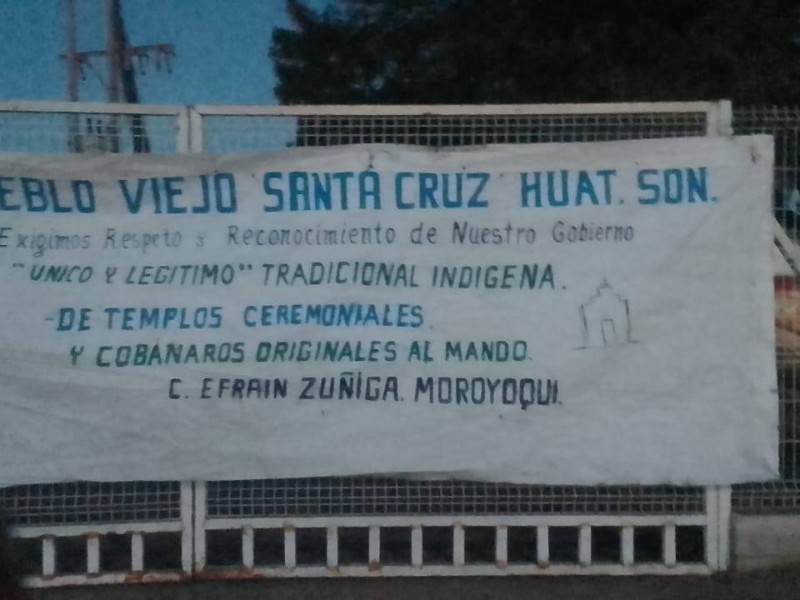 EBLO VIEJO SANTA CRUZ HUAT. SON.
Exigimos Respeto y Reconocimiento de Nuestro Gobierno
"UNICO Y LEGITIMO" TRADICIONAL INDIGENA.
-DE TEMPLOS CEREMONIALES.
Y COBANAROS ORIGINALES AL MANDO.
C. EFRAIN ZUÑIGA. MOROYOQUI.